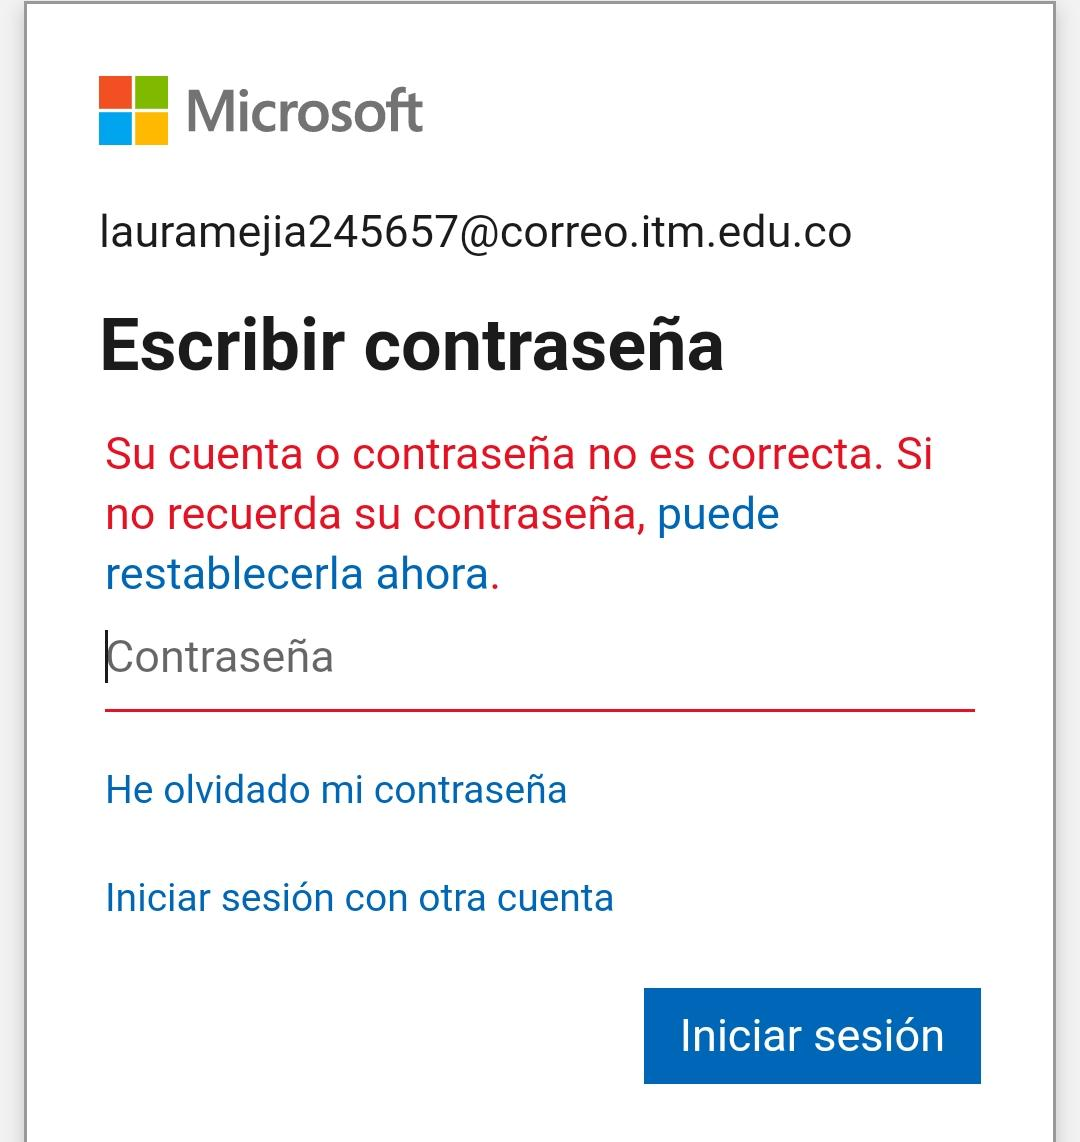 Microsoft
lauramejia245657@correo.itm.edu.co
Escribir contraseña
Su cuenta o contraseña no es correcta. Si
no recuerda su contraseña, puede
restablecerla ahora.
Contraseña
He olvidado mi contraseña
Iniciar sesión con otra cuenta
Iniciar sesión